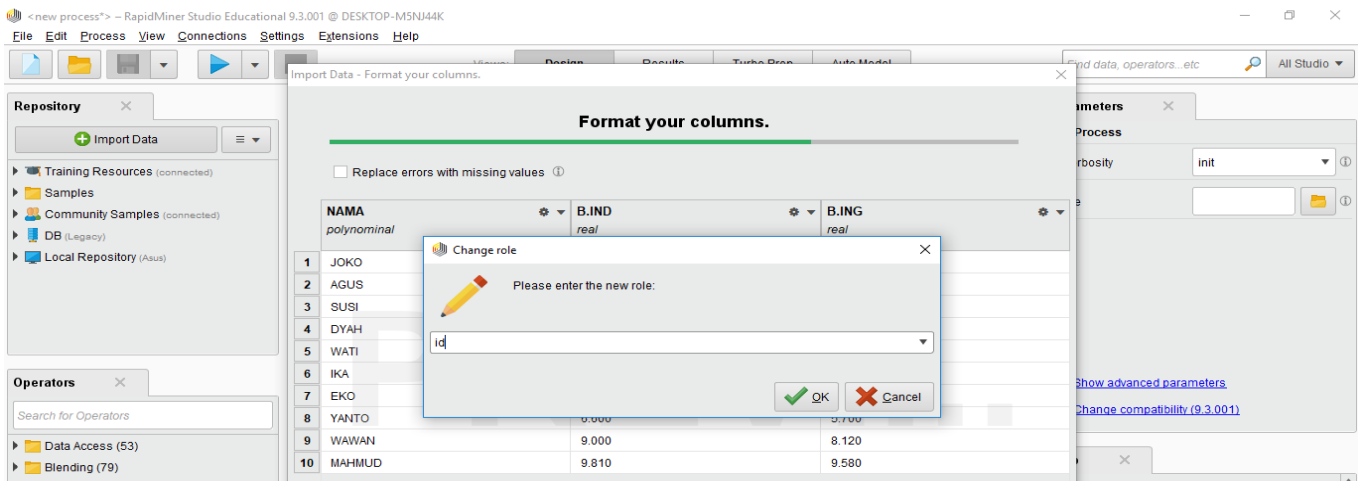 <new process*> – RapidMiner Studio Educational 9.3.001 @ DESKTOP-M5NJ44K
File Edit Process View Connections Settings Extensions Help
Find data, operators...etc
All Studio
Import Data - Format your columns.
Repository
Import Data
Training Resources (connected)
Samples
Community Samples (connected)
DB (Legacy)
Local Repository (Asus)
Format your columns.
Replace errors with missing values
NAMA B.IND B.ING
polynominal real real
1 JOKO
2 AGUS
3 SUSI
4 DYAH
5 WATI
6 IKA
7 EKO
8 YANTO
9 WAWAN 9.000 8.120
10 MAHMUD 9.810 9.580
Change role
Please enter the new role:
id
OK
Cancel
Process
init
Show advanced parameters
Change compatibility (9.3.001)
Operators
Search for Operators
Data Access (53)
Blending (79)